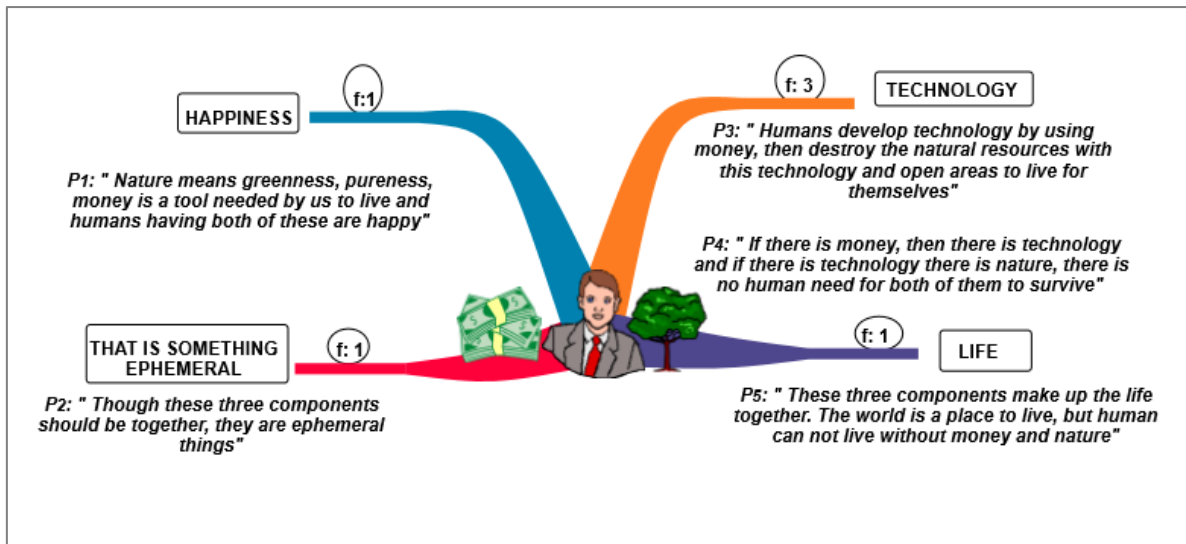 f:1
HAPPINESS
P1: " Nature means greenness, pureness,
money is a tool needed by us to live and
humans having both of these are happy"
f: 3
TECHNOLOGY
P3: " Humans develop technology by using
money, then destroy the natural resources with
this technology and open areas to live for
themselves"
P4: " If there is money, then there is technology
and if there is technology there is nature, there is
no human need for both of them to survive"
f: 1
THAT IS SOMETHING
EPHEMERAL
P2: " Though these three components
should be together, they are ephemeral
things"
f: 1
LIFE
P5: " These three components make up the life
together. The world is a place to live, but human
can not live without money and nature"